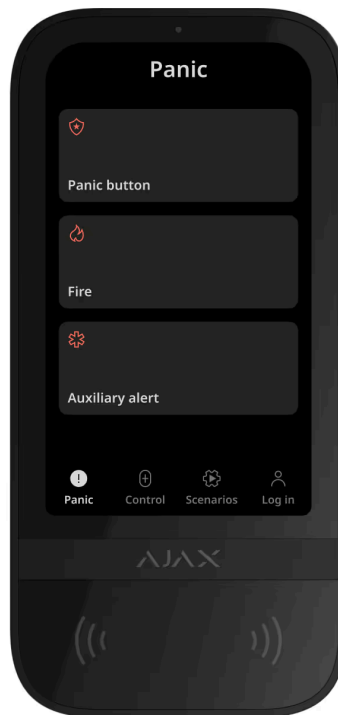 Panic
Panic button
Fire
Auxiliary alert
Panic Control Scenarios Log in
AJAX